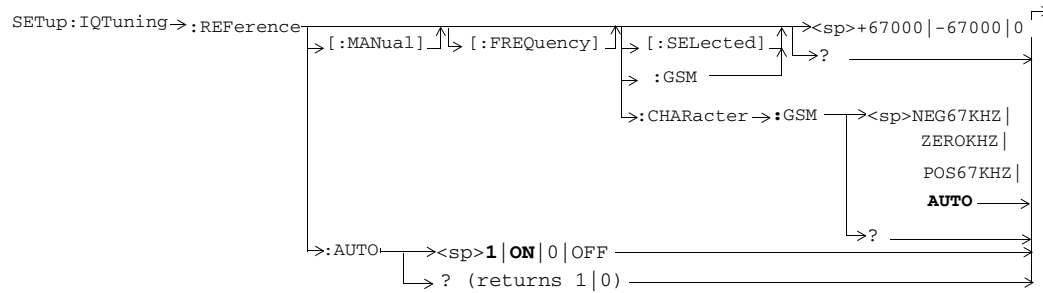 SETup:IQTuning :REFerence <sp>+67000|-67000|0
[:MANual] [:FREQuency] [:SELected] ?
:GSM
:CHARacter :GSM <sp>NEG67KHZ|
ZEROKHZ|
POS67KHZ|
AUTO
?
:AUTO <sp>1|ON|0|OFF
? (returns 1|0)